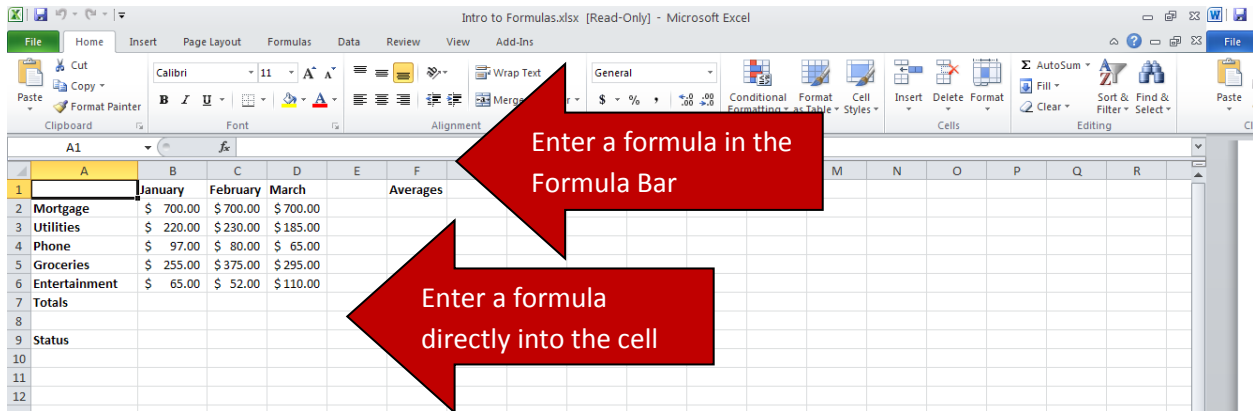 Intro to Formulas.xlsx [Read-Only] - Microsoft Excel
File Home Insert Page Layout Formulas Data Review View Add-Ins File
Cut
Copy
Format Painter
Paste
Clipboard
Calibri 11 A A
B I U A
Font
Wrap Text
Alignment
General
$ % , .0 .00 .00 .0
Conditional Format Cell
as Table Styles
Insert Delete Format
Cells
Σ AutoSum
Fill
Clear
Sort & Find &
Filter Select
Editing
Paste
A1 fx
Enter a formula in the
Formula Bar
A B C D E F M N O P Q R
1 January February March Averages
2 Mortgage $ 700.00 $ 700.00 $ 700.00
3 Utilities $ 220.00 $ 230.00 $ 185.00
4 Phone $ 97.00 $ 80.00 $ 65.00
5 Groceries $ 255.00 $ 375.00 $ 295.00
6 Entertainment $ 65.00 $ 52.00 $ 110.00
7 Totals
8
9 Status
10
11
12
Enter a formula
directly into the cell